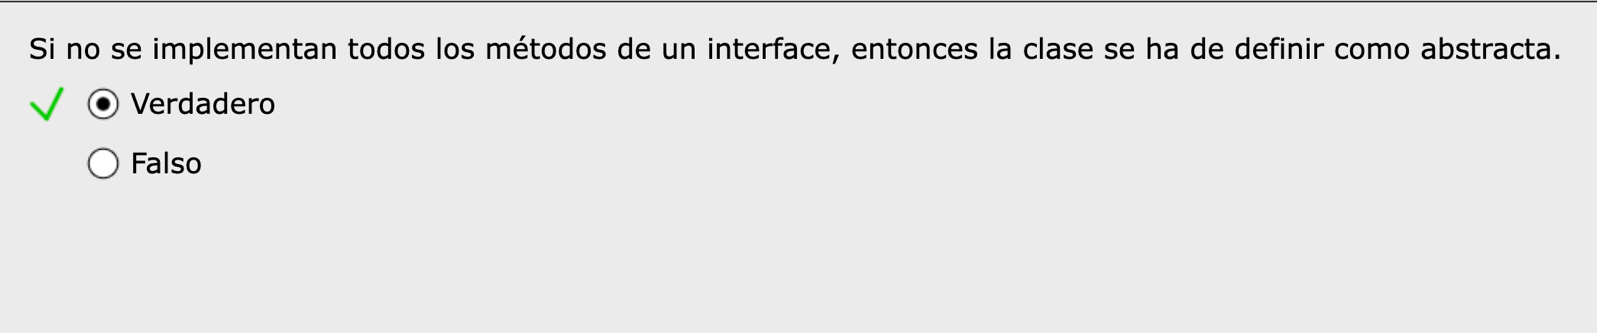 Si no se implementan todos los métodos de un interface, entonces la clase se ha de definir como abstracta.
Verdadero
Falso